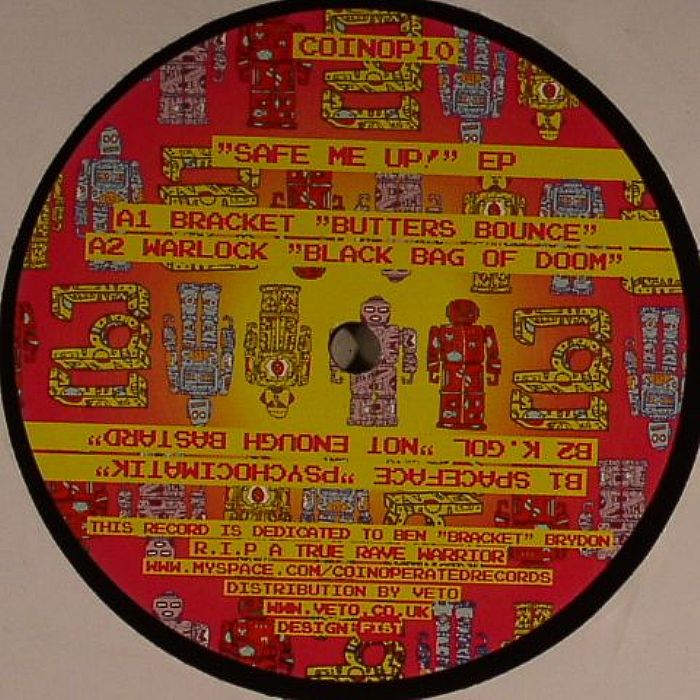 COINOP10
"SAFE ME UP!" EP
A1 BRACKET "BUTTERS BOUNCE"
A2 WARLOCK "BLACK BAG OF DOOM"
B1 SPACEFACE "PSYCHOCIMATIK"
B2 K.GOL "NOT ENOUGH BASTARD"
THIS RECORD IS DEDICATED TO BEN "BRACKET" BRYDON
R.I.P A TRUE RAVE WARRIOR
WWW.MYSPACE.COM/COINOPERATEDRECORDS
DISTRIBUTION BY VETO
WWW.VETO.CO.UK
DESIGN:FIST